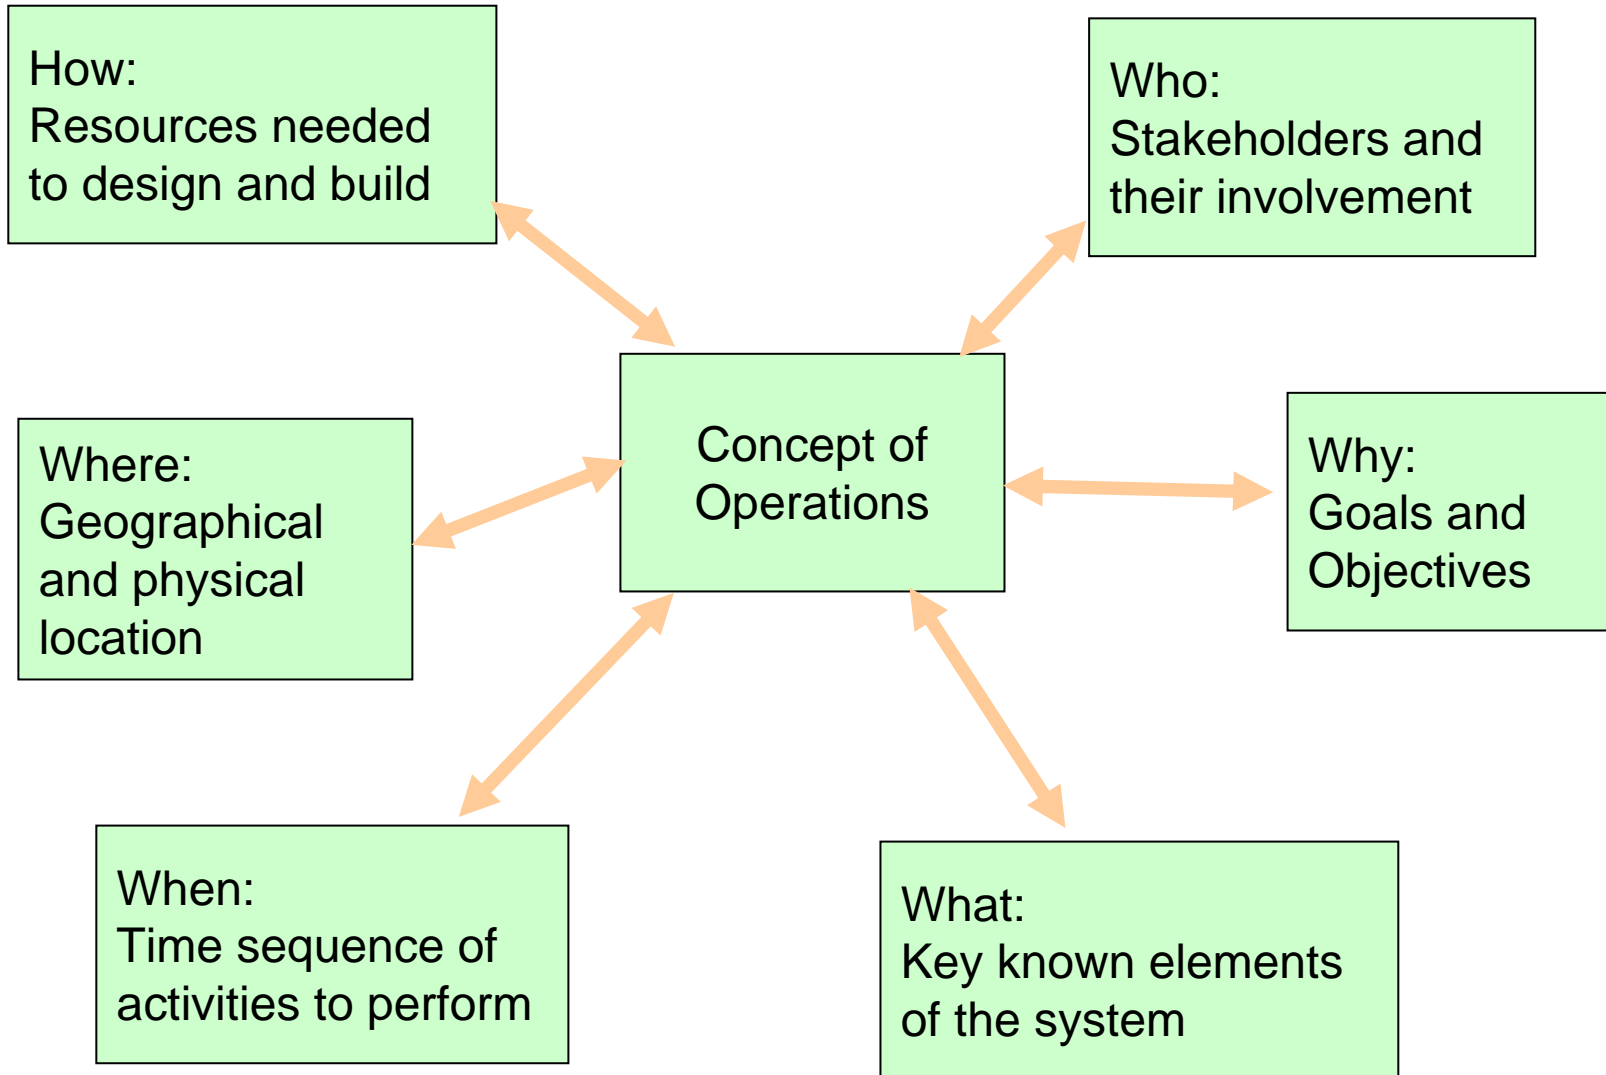 How:
Resources needed
to design and build
Who:
Stakeholders and
their involvement
Concept of
Operations
Where:
Geographical
and physical
location
Why:
Goals and
Objectives
When:
Time sequence of
activities to perform
What:
Key known elements
of the system